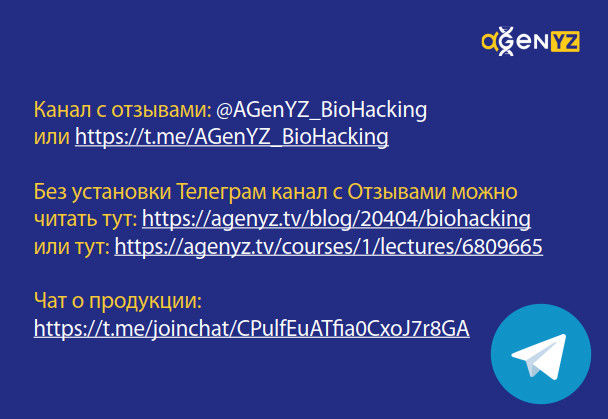 aGenYZ
Канал с отзывами: @AGenYZ_BioHacking
или https://t.me/AGenYZ_BioHacking
Без установки Телеграм канал с Отзывами можно
читать тут: https://agenyz.tv/blog/20404/biohacking
или тут: https://agenyz.tv/courses/1/lectures/6809665
Чат о продукции:
https://t.me/joinchat/CPulfEuATfia0CxoJ7r8GA